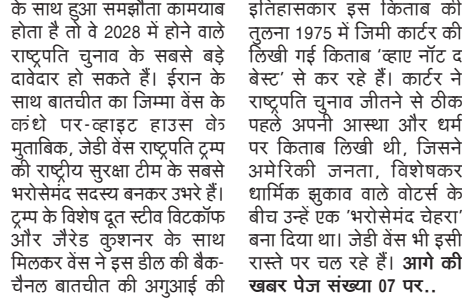 के साथ हुआ समझौता कामयाब
होता है तो वे 2028 में होने वाले
राष्ट्रपति चुनाव के सबसे बड़े
दावेदार हो सकते हैं। ईरान के
साथ बातचीत का जिम्मा वेंस के
कंधे पर-व्हाइट हाउस के
मुताबिक, जेडी वेंस राष्ट्रपति ट्रम्प
की राष्ट्रीय सुरक्षा टीम के सबसे
भरोसेमंद सदस्य बनकर उभरे हैं।
ट्रम्प के विशेष दूत स्टीव विटकॉफ
और जैरेड कुशनर के साथ
मिलकर वेंस ने इस डील की बैक-
चैनल बातचीत की अगुआई की
इतिहासकार इस किताब की
तुलना 1975 में जिमी कार्टर की
लिखी गई किताब 'व्हाए नॉट द
बेस्ट' से कर रहे हैं। कार्टर ने
राष्ट्रपति चुनाव जीतने से ठीक
पहले अपनी आस्था और धर्म
पर किताब लिखी थी, जिसने
अमेरिकी जनता, विशेषकर
धार्मिक झुकाव वाले वोटर्स के
बीच उन्हें एक 'भरोसेमंद चेहरा'
बना दिया था। जेडी वेंस भी इसी
रास्ते पर चल रहे हैं। आगे की
खबर पेज संख्या 07 पर..